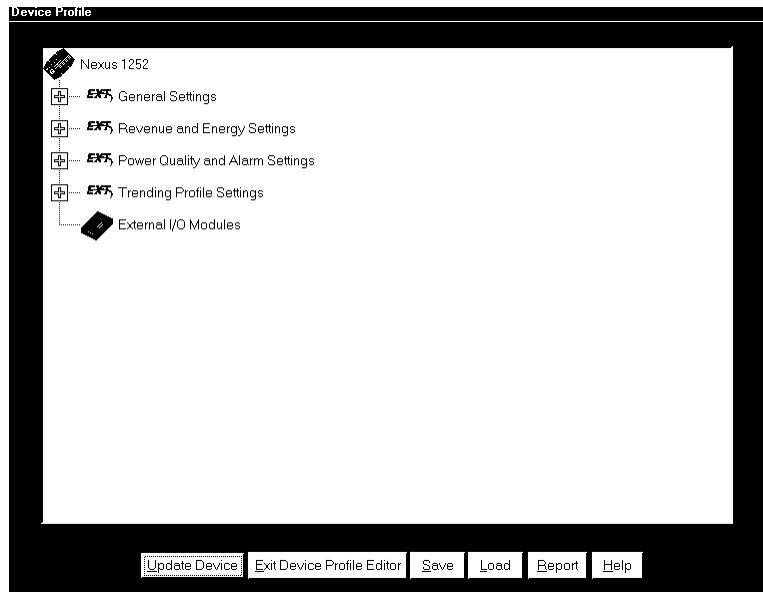 Device Profile
Nexus 1252
EXT General Settings
EXT Revenue and Energy Settings
EXT Power Quality and Alarm Settings
EXT Trending Profile Settings
External I/O Modules
Update Device Exit Device Profile Editor Save Load Report Help